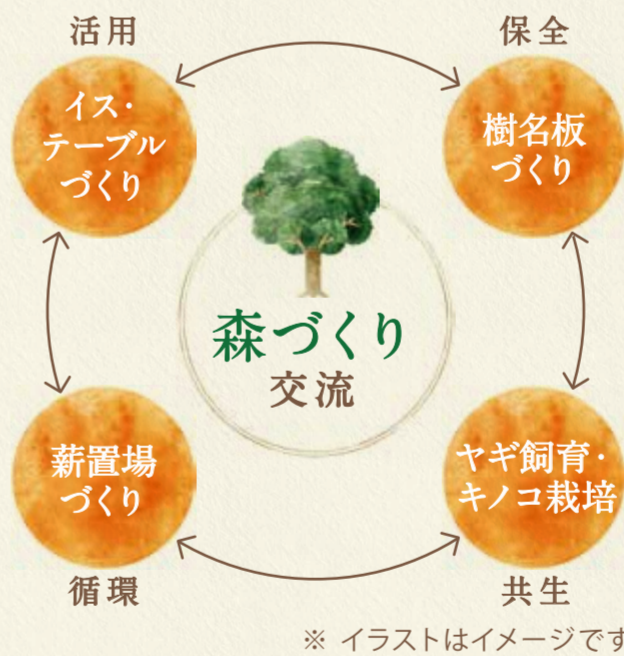 活用
イス・
テーブル
づくり
保全
樹名板
づくり
森づくり
交流
薪置場
づくり
循環
ヤギ飼育・
キノコ栽培
共生
※ イラストはイメージです